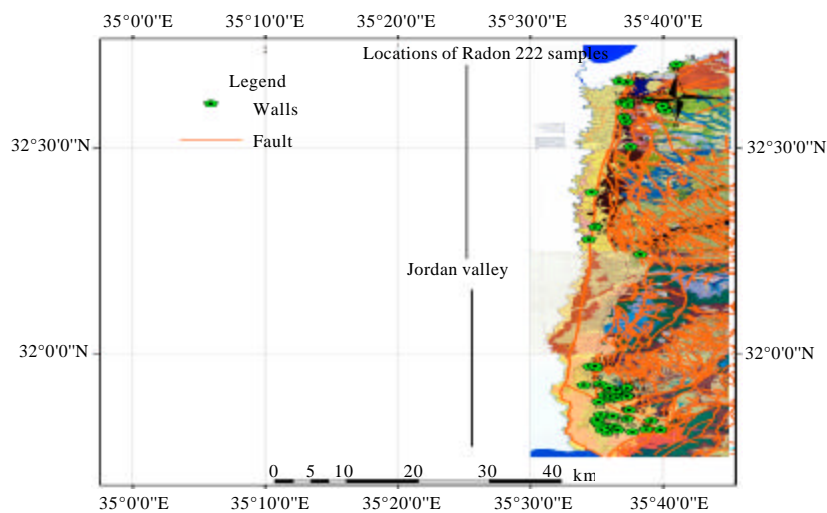 35°0'0"E 35°10'0"E 35°20'0"E 35°30'0"E 35°40'0"E
Locations of Radon 222 samples
Legend
Walls
Fault
32°30'0"N 32°30'0"N
Jordan valley
32°0'0"N 32°0'0"N
0 5 10 20 30 40 km
35°0'0"E 35°10'0"E 35°20'0"E 35°30'0"E 35°40'0"E